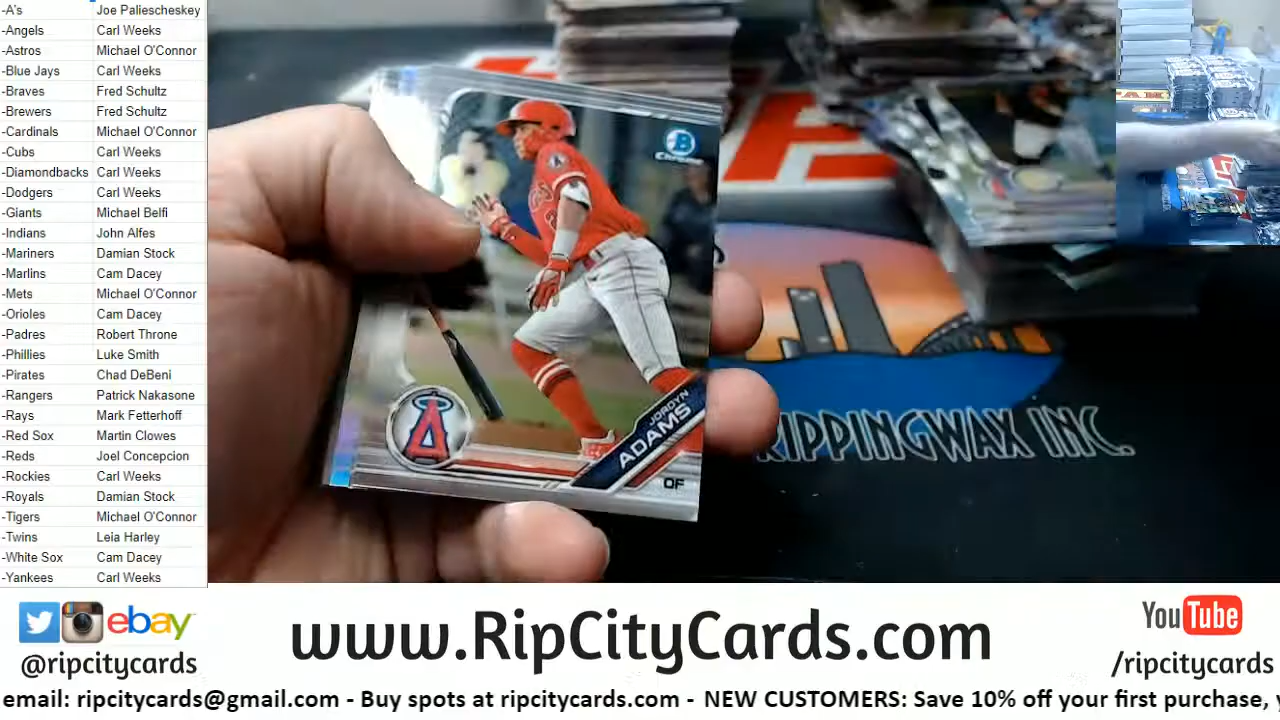 -A's Joe Paliescheskey
-Angels Carl Weeks
-Astros Michael O'Connor
-Blue Jays Carl Weeks
-Braves Fred Schultz
-Brewers Fred Schultz
-Cardinals Michael O'Connor
-Cubs Carl Weeks
-Diamondbacks Carl Weeks
-Dodgers Carl Weeks
-Giants Michael Belfi
-Indians John Alfes
-Mariners Damian Stock
-Marlins Cam Dacey
-Mets Michael O'Connor
-Orioles Cam Dacey
-Padres Robert Throne
-Phillies Luke Smith
-Pirates Chad DeBeni
-Rangers Patrick Nakasone
-Rays Mark Fetterhoff
-Red Sox Martin Clowes
-Reds Joel Concepcion
-Rockies Carl Weeks
-Royals Damian Stock
-Tigers Michael O'Connor
-Twins Leia Harley
-White Sox Cam Dacey
-Yankees Carl Weeks
B
Chrome
A
JORDYN
ADAMS
OF
RIPPINGWAX INC.
ebay
@ripcitycards
www.RipCityCards.com
YouTube
/ripcitycards
email: ripcitycards@gmail.com - Buy spots at ripcitycards.com - NEW CUSTOMERS: Save 10% off your first purchase,